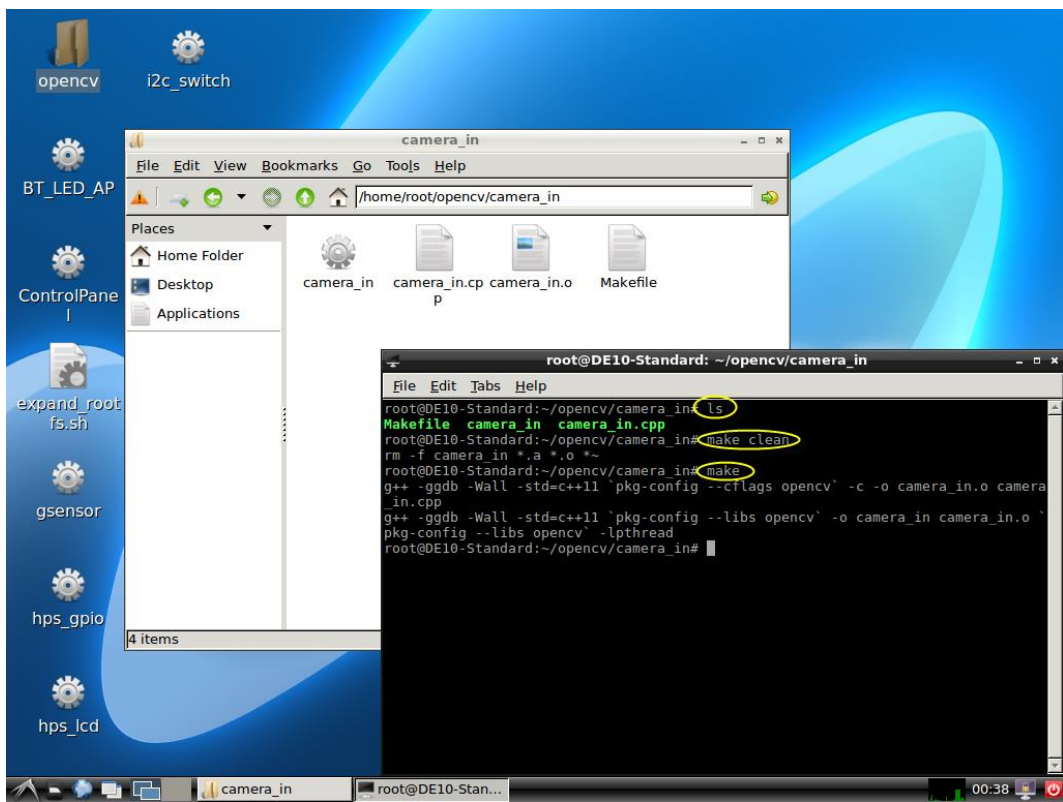 opencv
i2c_switch
BT_LED_AP
ControlPane
l
expand_root
fs.sh
gsensor
hps_gpio
hps_lcd
camera_in
File Edit View Bookmarks Go Tools Help
/home/root/opencv/camera_in
Places
Home Folder
Desktop
Applications
camera_in
camera_in.cp
p
camera_in.o
Makefile
4 items
root@DE10-Standard: ~/opencv/camera_in
File Edit Tabs Help
root@DE10-Standard:~/opencv/camera_in# ls
Makefile camera_in camera_in.cpp
root@DE10-Standard:~/opencv/camera_in# make clean
rm -f camera_in *.a *.o *~
root@DE10-Standard:~/opencv/camera_in# make
g++ -ggdb -Wall -std=c++11 `pkg-config --cflags opencv` -c -o camera_in.o camera
_in.cpp
g++ -ggdb -Wall -std=c++11 `pkg-config --libs opencv` -o camera_in camera_in.o `
pkg-config --libs opencv` -lpthread
root@DE10-Standard:~/opencv/camera_in#
camera_in
root@DE10-Stan...
00:38